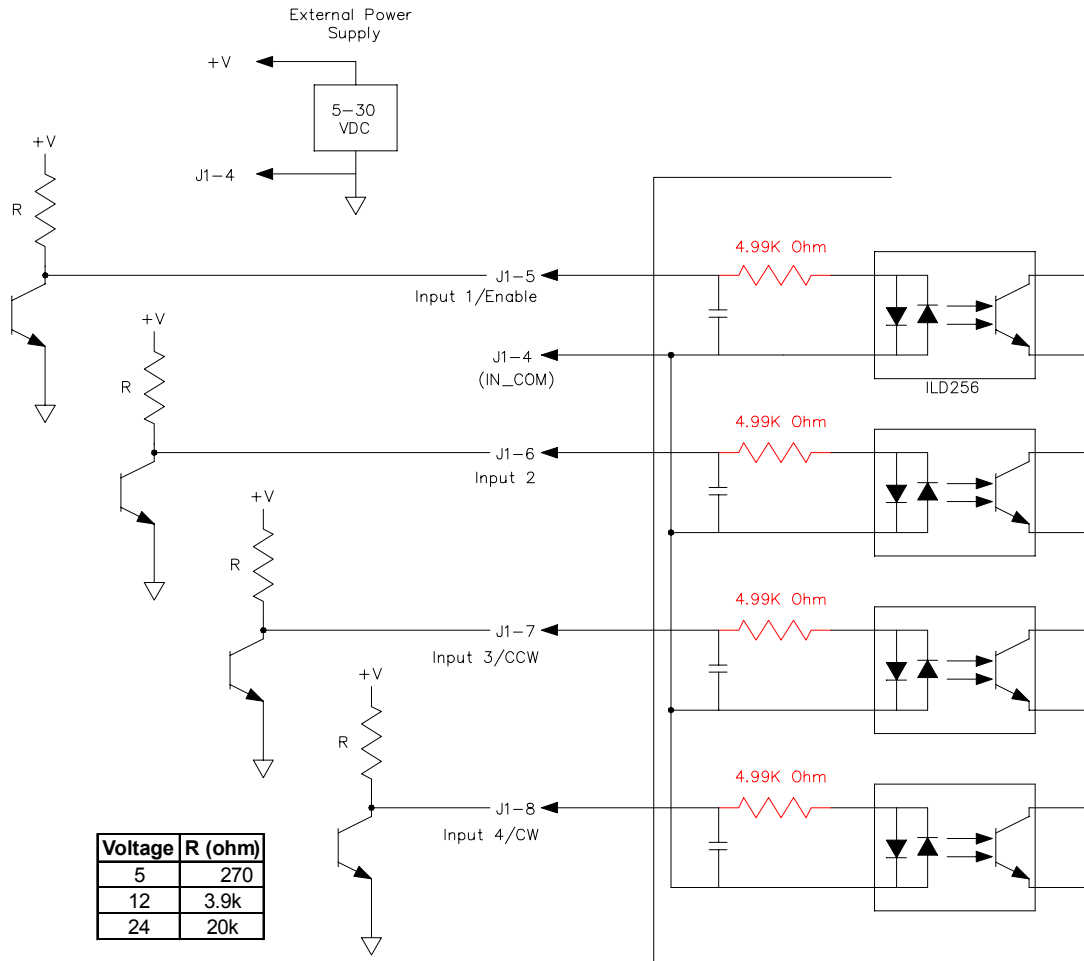 External Power
Supply
+V
5-30
VDC
J1-4
+V
R
4.99K Ohm
J1-5
Input 1/Enable
J1-4
(IN_COM)
ILD256
+V
R
4.99K Ohm
J1-6
Input 2
+V
R
4.99K Ohm
J1-7
Input 3/CCW
+V
R
4.99K Ohm
J1-8
Input 4/CW
Voltage R (ohm)
5 270
12 3.9k
24 20k